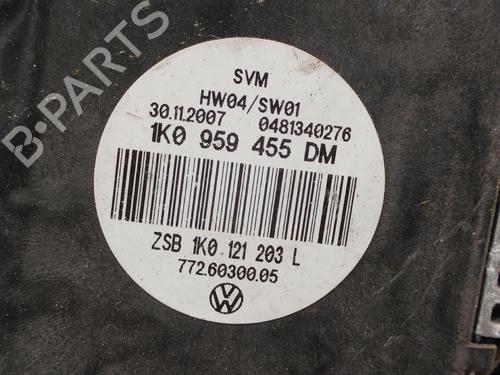 SVM
HW04/SW01
30.11.2007 0481340276
1K0 959 455 DM
ZSB 1K0 121 203 L
772.60300.05
B-PARTS
B-PARTS